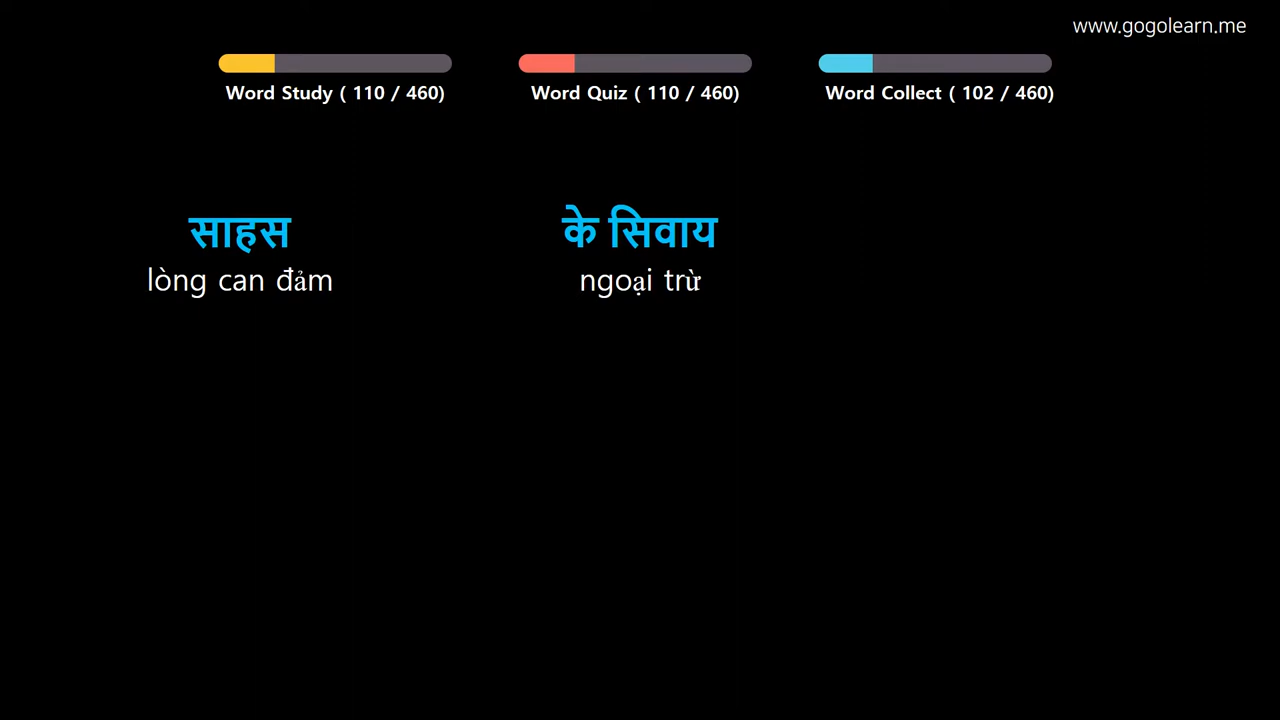 www.gogolearn.me
Word Study ( 110 / 460)
Word Quiz ( 110 / 460)
Word Collect ( 102 / 460)
साहस
के सिवाय
lòng can đảm
ngoại trừ